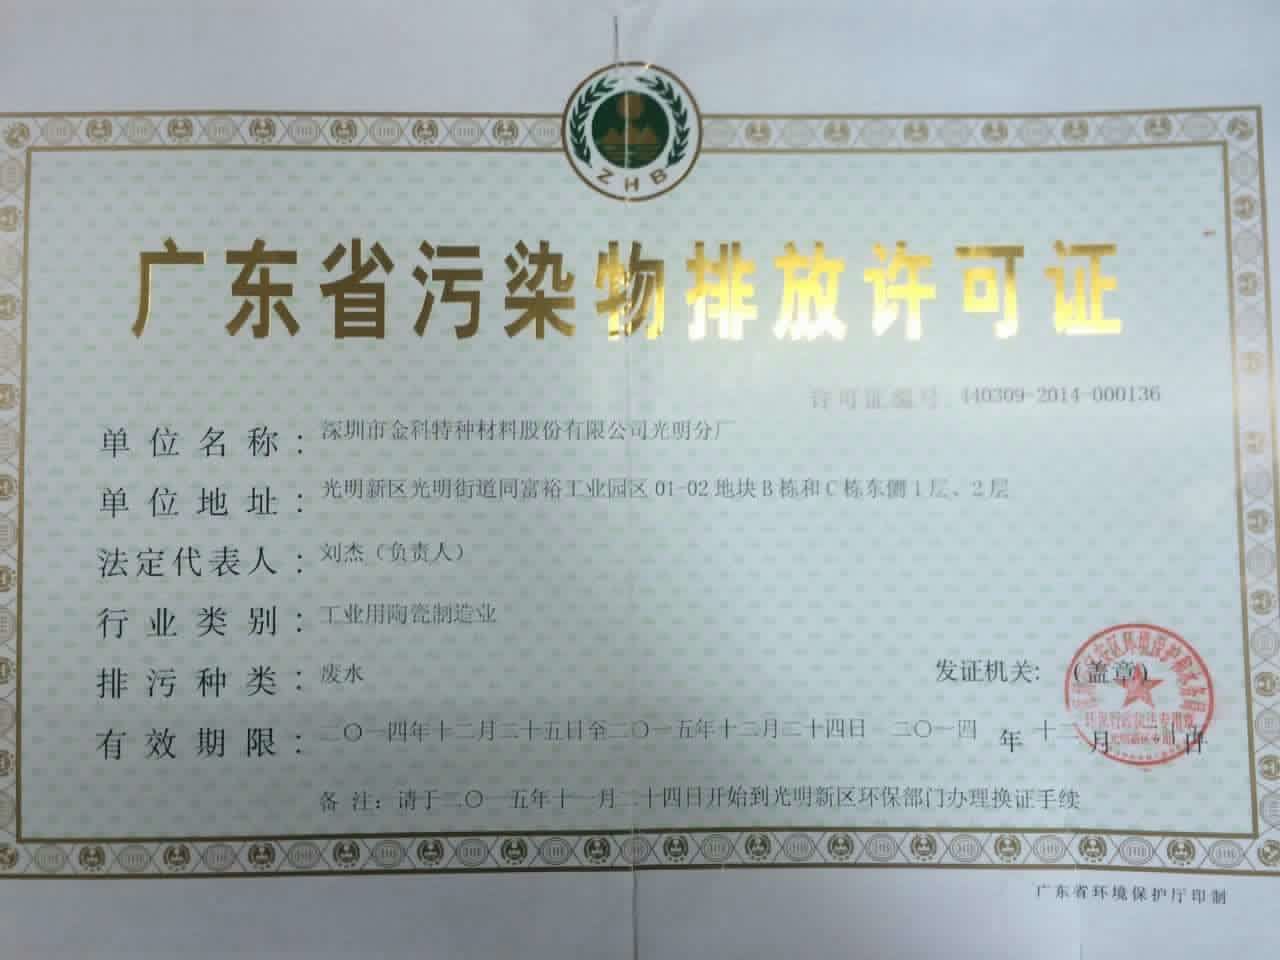 ZHB
广东省污染物排放许可证
许可证编号 440309-2014-000136
单位名称：深圳市金科特种材料股份有限公司光明分厂
单位地址：光明新区光明街道同富裕工业园区01-02地块B栋和C栋东侧1层、2层
法定代表人：刘杰（负责人）
行业类别：工业用陶瓷制造业
排污种类：废水
发证机关：（盖章）
有效期限：二〇一四年十二月二十五日至二〇一五年十二月二十四日 二〇一四 年 十二 月
备注：请于二〇一五年十一月二十四日开始到光明新区环保部门办理换证手续
广东省环境保护厅印制